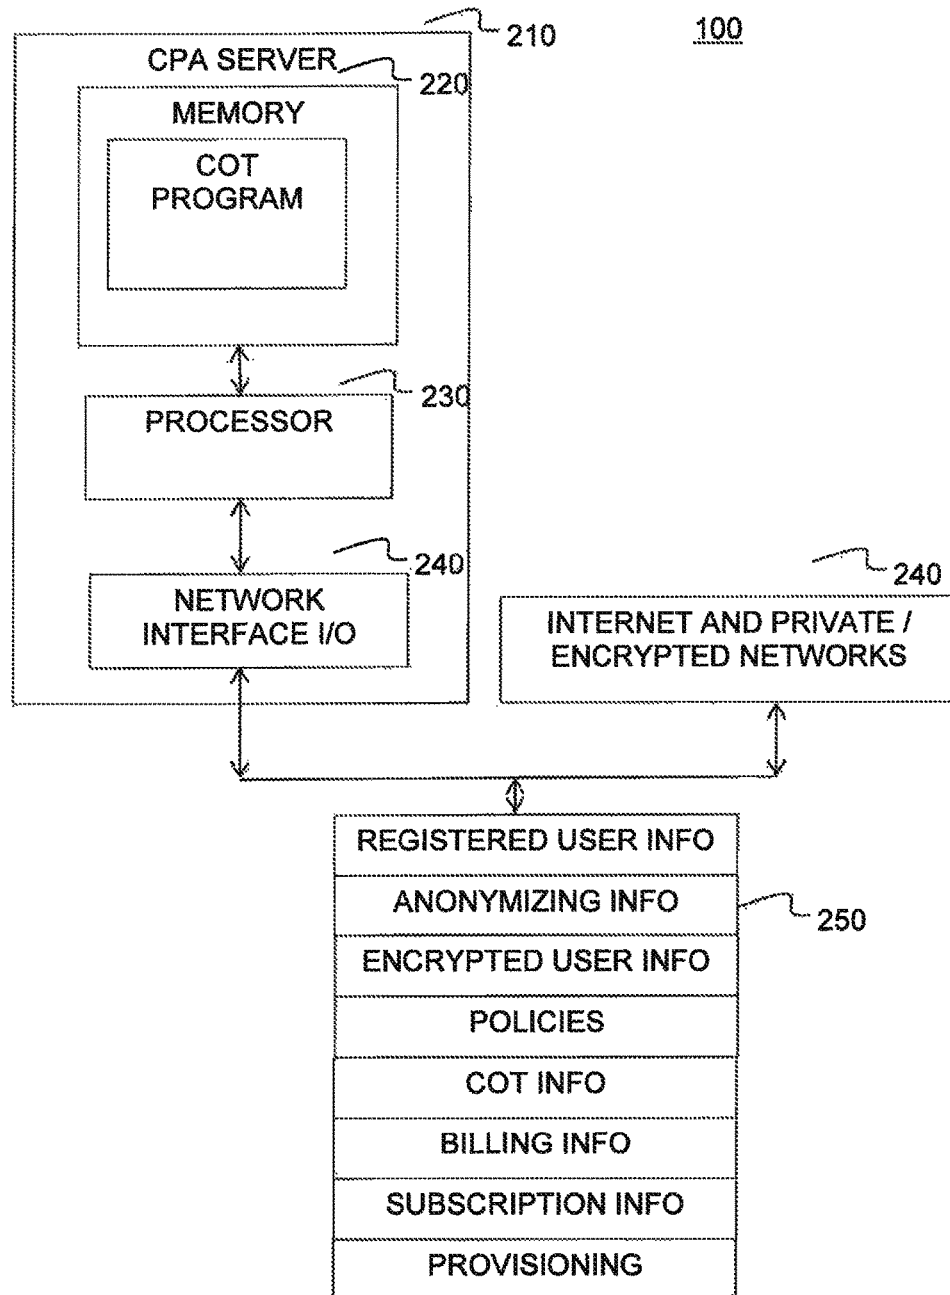 210
100
CPA SERVER
220
MEMORY
COT
PROGRAM
230
PROCESSOR
240
NETWORK
INTERFACE I/O
240
INTERNET AND PRIVATE /
ENCRYPTED NETWORKS
REGISTERED USER INFO
ANONYMIZING INFO
250
ENCRYPTED USER INFO
POLICIES
COT INFO
BILLING INFO
SUBSCRIPTION INFO
PROVISIONING